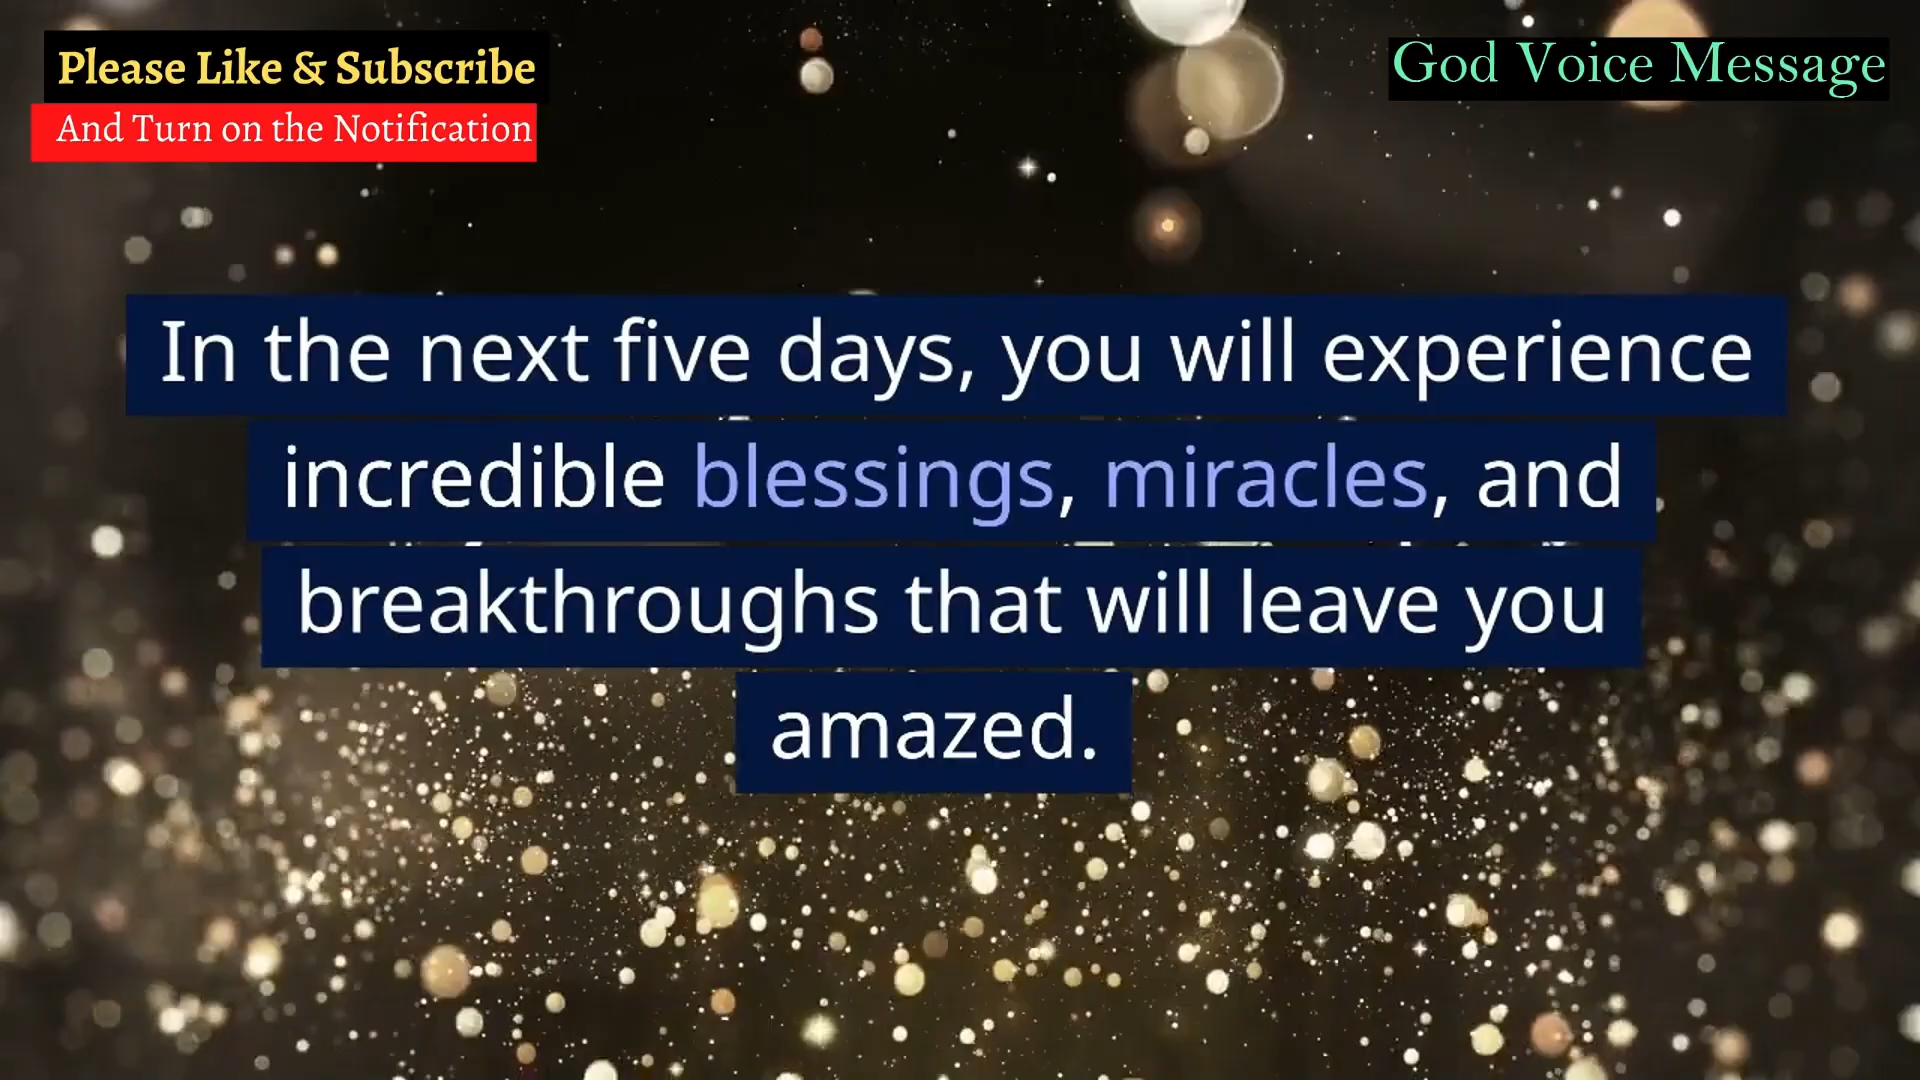 Please Like & Subscribe
And Turn on the Notification
God Voice Message
In the next five days, you will experience
incredible blessings, miracles, and
breakthroughs that will leave you
amazed.